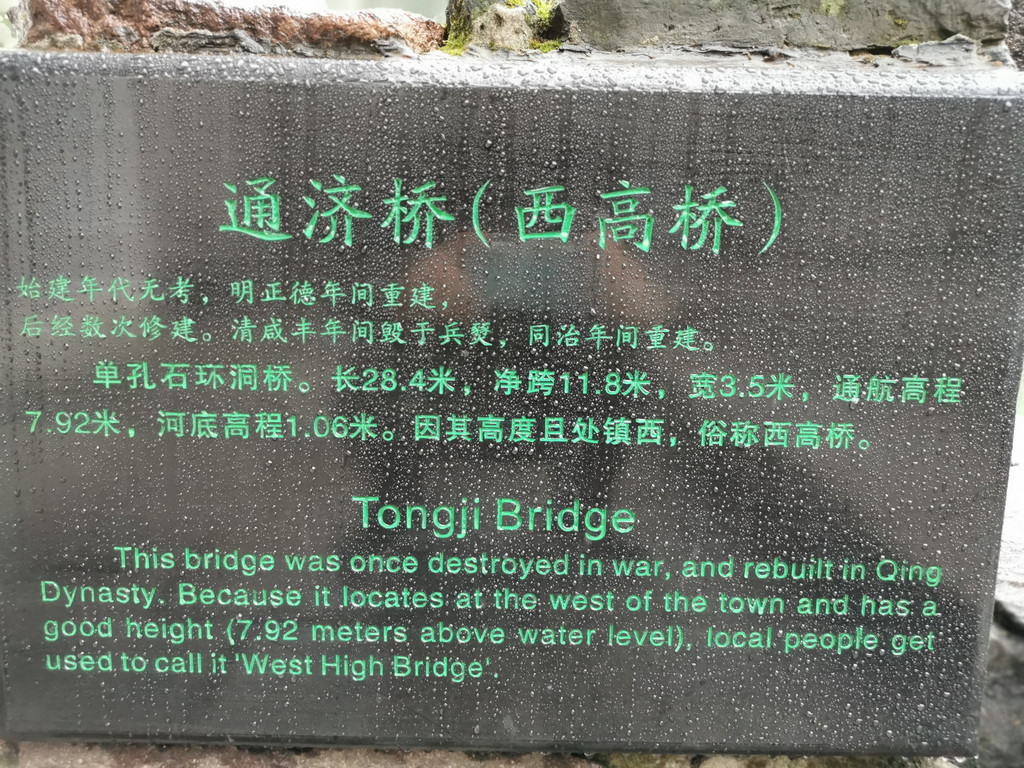 通济桥(西高桥)
始建年代无考，明正德年间重建，
后经数次修建。清咸丰年间毁于兵燹，同治年间重建。
单孔石环洞桥。长28.4米，净跨11.8米，宽3.5米，通航高程
7.92米，河底高程1.06米。因其高度且处镇西，俗称西高桥。
Tongji Bridge
This bridge was once destroyed in war, and rebuilt in Qing
Dynasty. Because it locates at the west of the town and has a
good height (7.92 meters above water level), local people get
used to call it 'West High Bridge'.